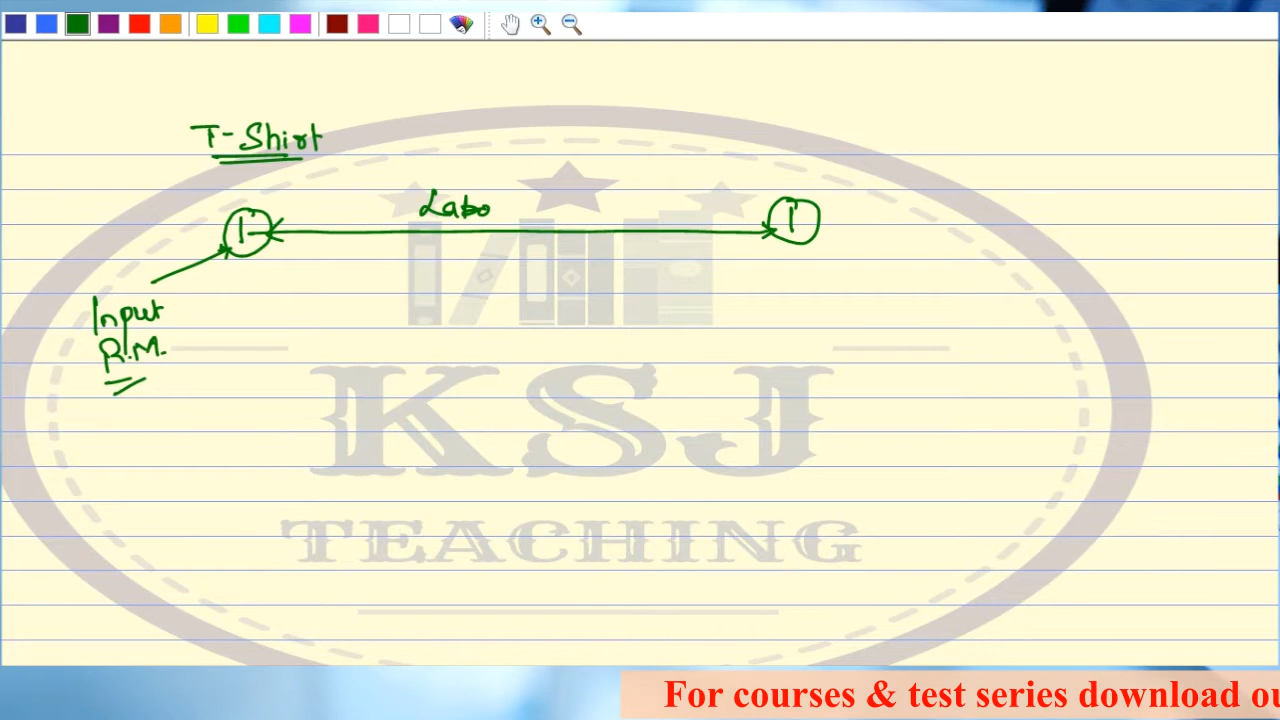 T-Shirt
Labo
1
1
Input
R.M.
KSJ
TEACHING
For courses & test series download ou